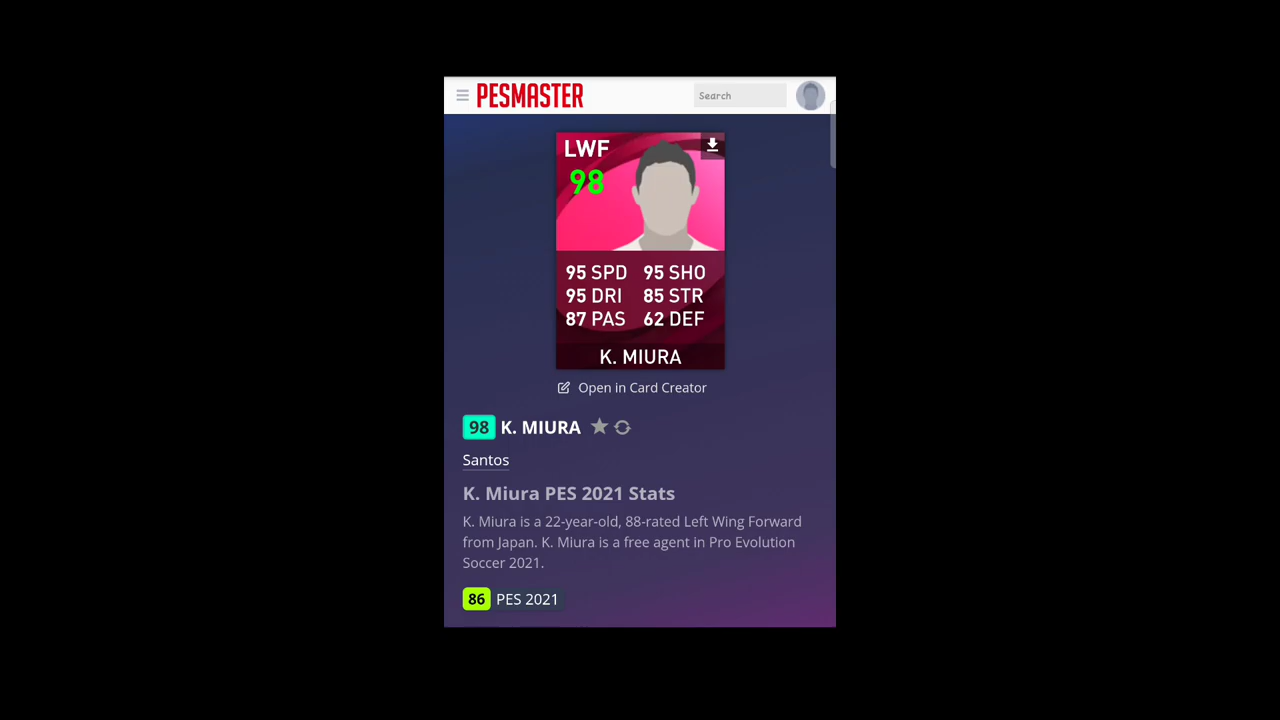 PESMASTER
Search
LWF
98
95 SPD 95 SHO
95 DRI 85 STR
87 PAS 62 DEF
K. MIURA
Open in Card Creator
98 K. MIURA
Santos
K. Miura PES 2021 Stats
K. Miura is a 22-year-old, 88-rated Left Wing Forward
from Japan. K. Miura is a free agent in Pro Evolution
Soccer 2021.
86 PES 2021